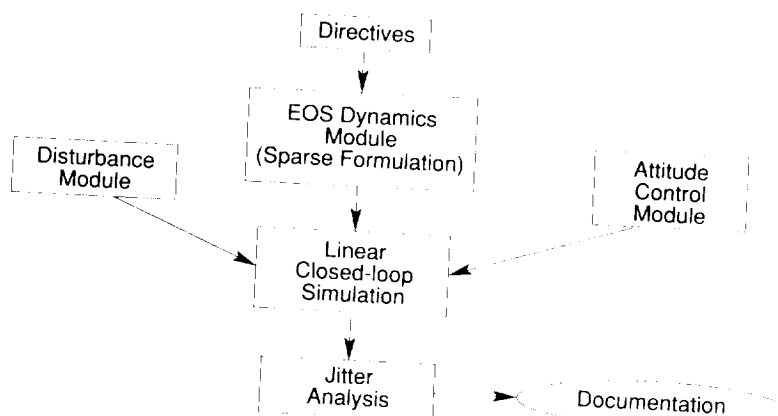 Directives
EOS Dynamics
Module
(Sparse Formulation)
Disturbance
Module
Attitude
Control
Module
Linear
Closed-loop
Simulation
Jitter
Analysis
Documentation